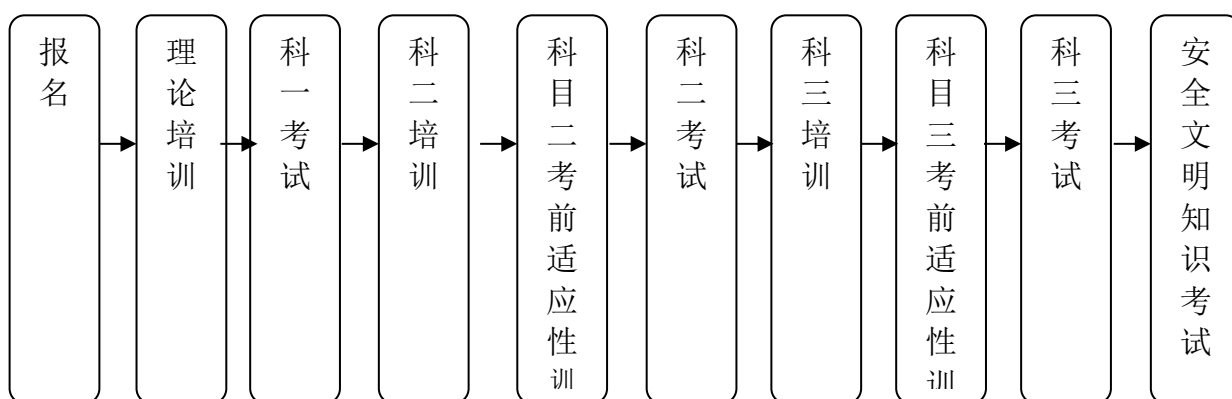 报名
理论培训
科一考试
科二培训
科目二考前适应性训
科二考试
科三培训
科目三考前适应性训
科三考试
安全文明知识考试